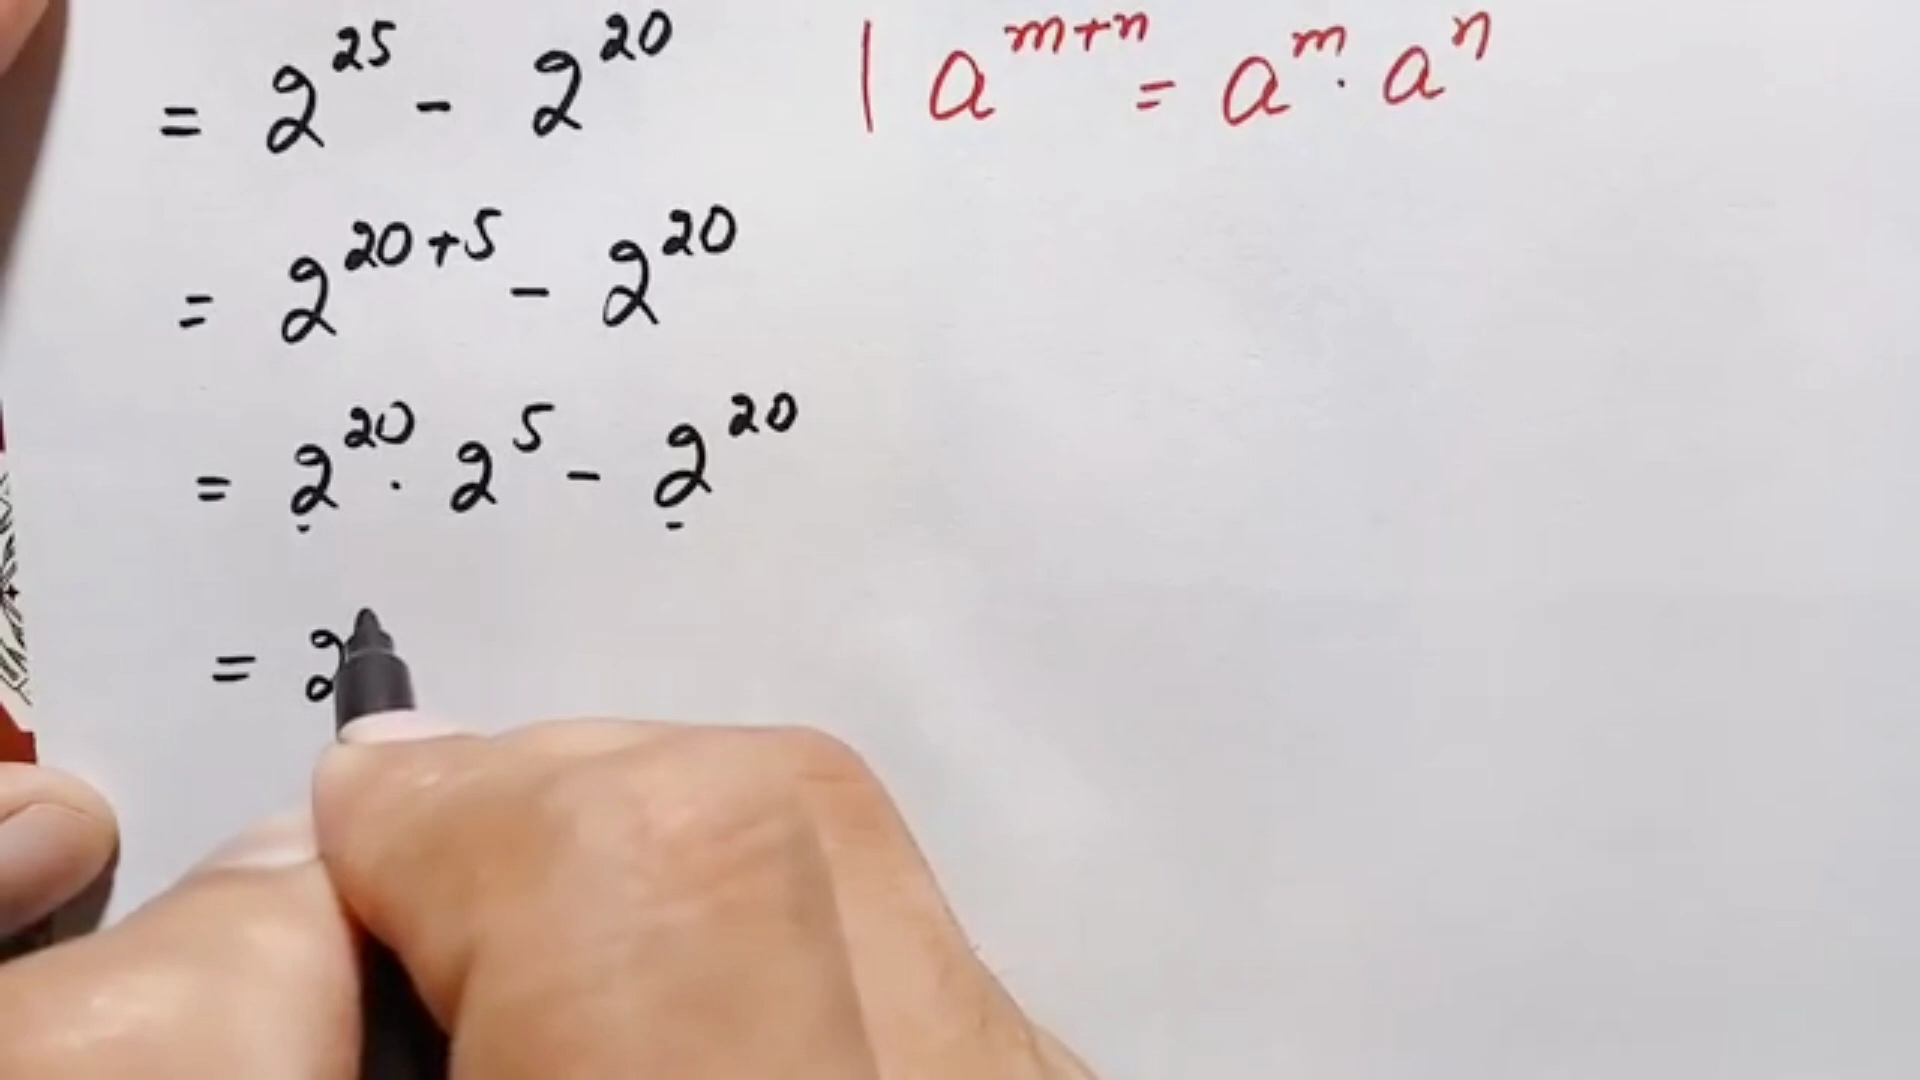 = 2^25 - 2^20 | a^m+n = a^m · a^n
= 2^20+5 - 2^20
= 2^20 · 2^5 - 2^20
= 2